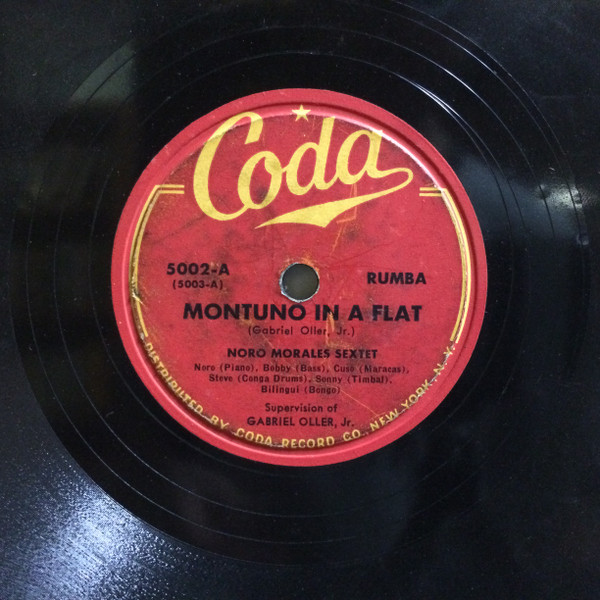 Coda
5002-A
(5003-A)
RUMBA
MONTUNO IN A FLAT
(Gabriel Oller, Jr.)
NORO MORALES SEXTET
Noro (Piano), Bobby (Bass), Cuso (Maracas),
Steve (Conga Drums), Sonny (Timbal),
Bilingui (Bongo)
Supervision of
GABRIEL OLLER, Jr.
DISTRIBUTED BY CODA RECORD CO., NEW YORK, N.Y.